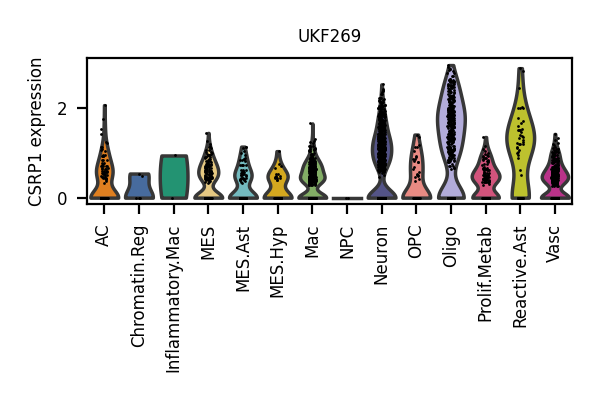 UKF269
CSRP1 expression
2
0
AC
Chromatin.Reg
Inflammatory.Mac
MES
MES.Ast
MES.Hyp
Mac
NPC
Neuron
OPC
Oligo
Prolif.Metab
Reactive.Ast
Vasc